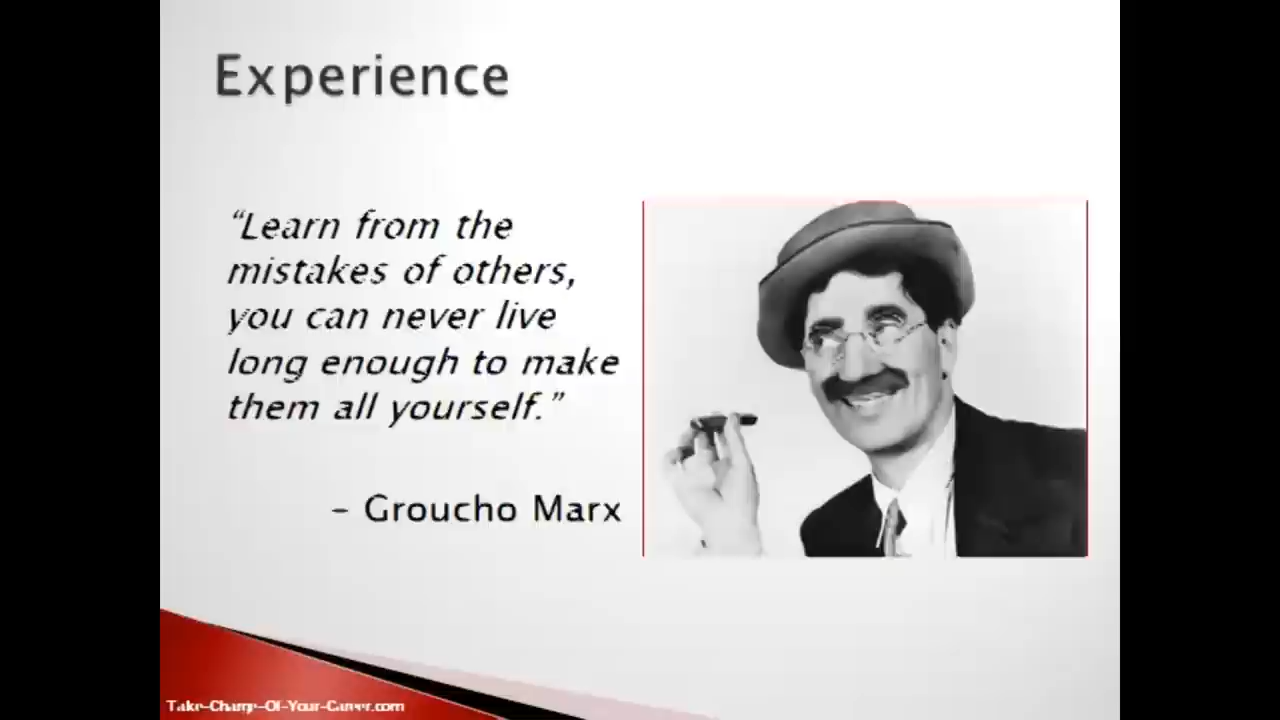 Experience
“Learn from the
mistakes of others,
you can never live
long enough to make
them all yourself.”
– Groucho Marx
Take-Charge-Of-Your-Career.com